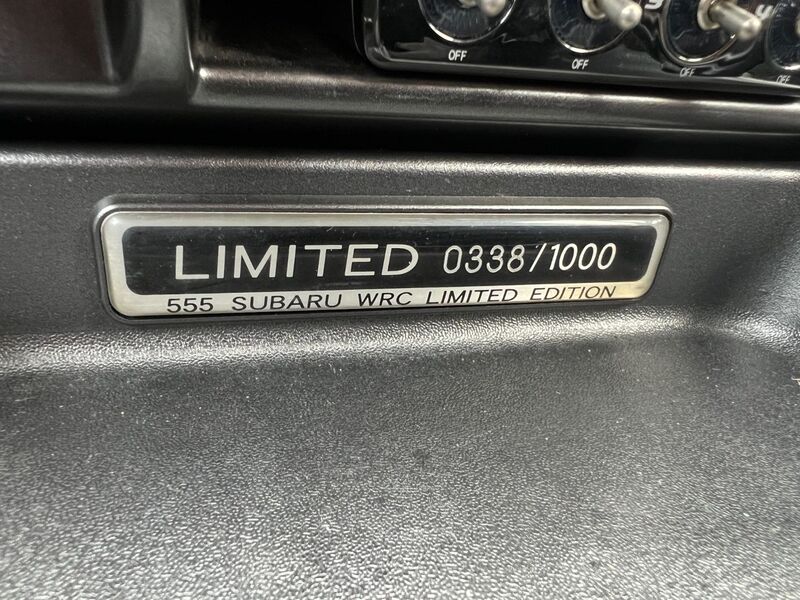 OFF
OFF
OFF
OFF
LIMITED 0338/1000
555 SUBARU WRC LIMITED EDITION